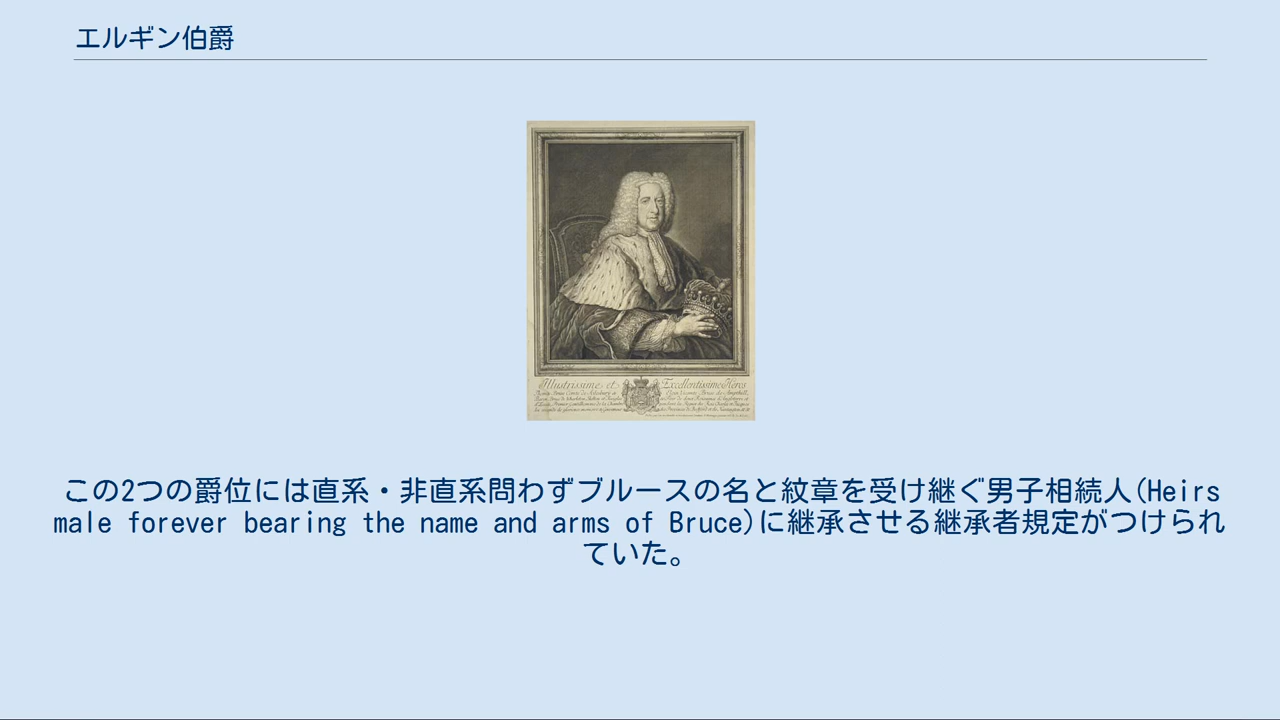 エルギン伯爵
Illustrissime et Excellentissime Heros
この2つの爵位には直系・非直系問わずブルースの名と紋章を受け継ぐ男子相続人(Heirs
male forever bearing the name and arms of Bruce)に継承させる継承者規定がつけられ
ていた。